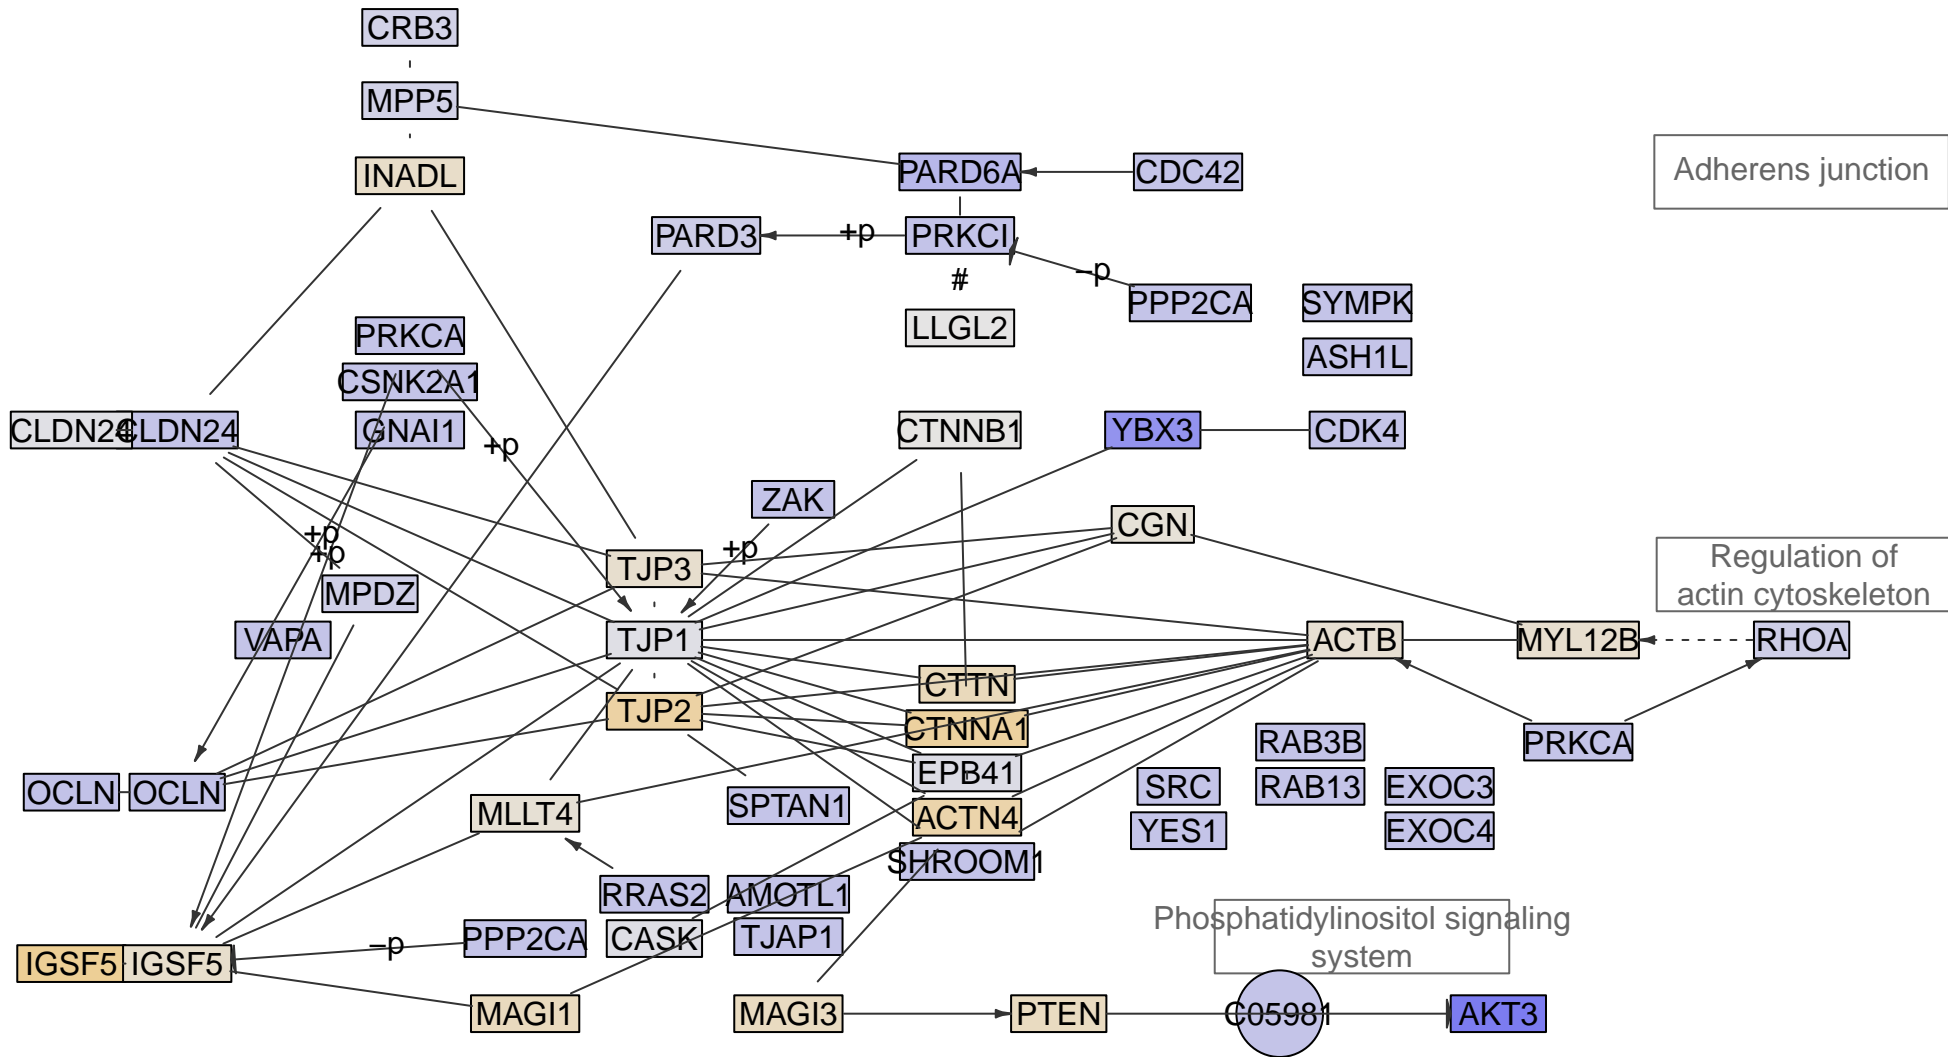 CRB3
MPP5
INADL
PARD6A
CDC42
Adherens junction
PARD3
+p
PRKCI
−p
#
PPP2CA
SYMPK
LLGL2
PRKCA
ASH1L
CSNK2A1
CLDN24
CLDN24
GNAI1
+p
CTNNB1
YBX3
CDK4
ZAK
CGN
+p
+p
+p
TJP3
Regulation of
actin cytoskeleton
MPDZ
VAPA
TJP1
ACTB
MYL12B
RHOA
CTTN
TJP2
CTNNA1
RAB3B
PRKCA
EPB41
OCLN
OCLN
SRC
RAB13
EXOC3
MLLT4
SPTAN1
ACTN4
YES1
EXOC4
SHROOM1
RRAS2
AMOTL1
Phosphatidylinositol signaling
system
PPP2CA
CASK
TJAP1
−p
IGSF5
IGSF5
MAGI1
MAGI3
PTEN
C05981
AKT3